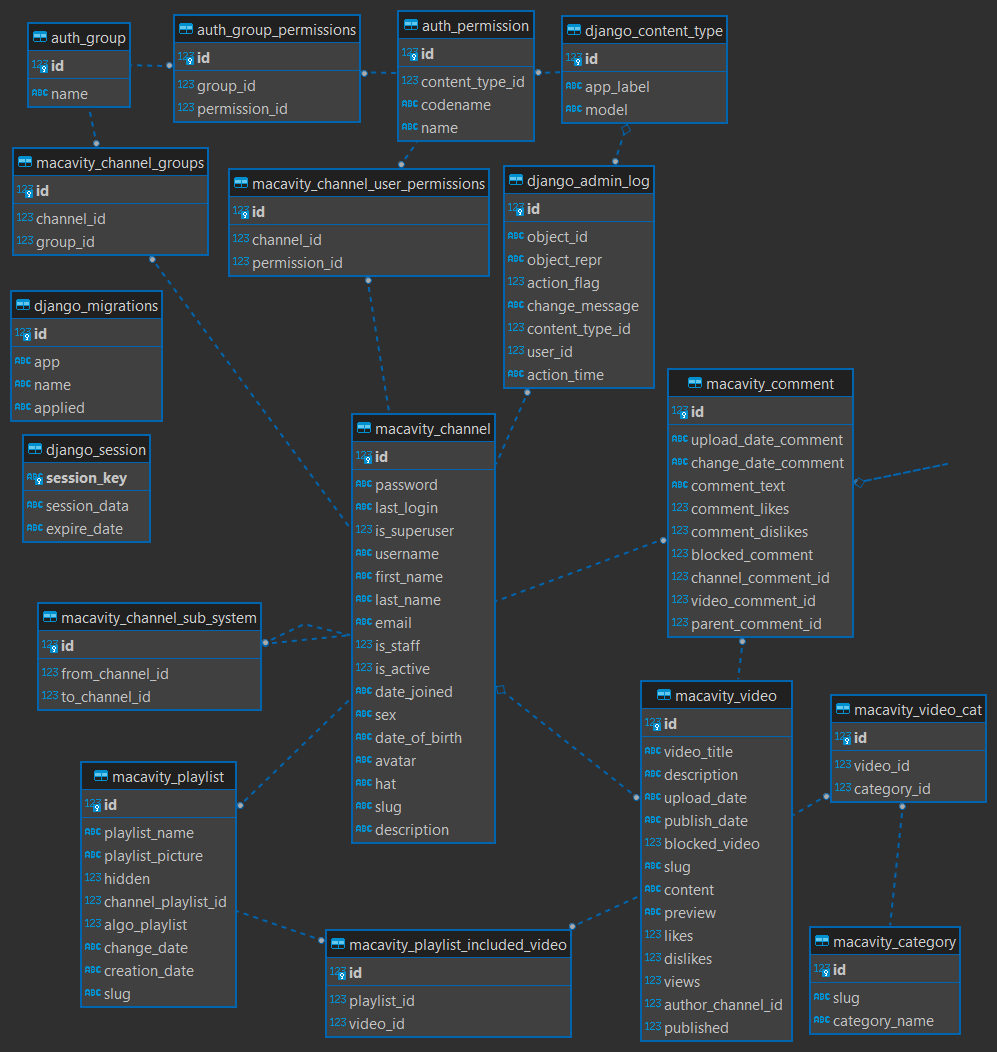 auth_group
123 id
ABC name
auth_group_permissions
123 id
123 group_id
123 permission_id
auth_permission
123 id
123 content_type_id
ABC codename
ABC name
django_content_type
123 id
ABC app_label
ABC model
macavity_channel_groups
123 id
123 channel_id
123 group_id
macavity_channel_user_permissions
123 id
123 channel_id
123 permission_id
django_admin_log
123 id
ABC object_id
ABC object_repr
123 action_flag
ABC change_message
123 content_type_id
123 user_id
ABC action_time
django_migrations
123 id
ABC app
ABC name
ABC applied
django_session
ABC session_key
ABC session_data
ABC expire_date
macavity_channel
123 id
ABC password
ABC last_login
123 is_superuser
ABC username
ABC first_name
ABC last_name
ABC email
123 is_staff
123 is_active
ABC date_joined
ABC sex
ABC date_of_birth
ABC avatar
ABC hat
ABC slug
ABC description
macavity_comment
123 id
ABC upload_date_comment
ABC change_date_comment
ABC comment_text
123 comment_likes
123 comment_dislikes
123 blocked_comment
123 channel_comment_id
123 video_comment_id
123 parent_comment_id
macavity_channel_sub_system
123 id
123 from_channel_id
123 to_channel_id
macavity_playlist
123 id
ABC playlist_name
ABC playlist_picture
123 hidden
123 channel_playlist_id
123 algo_playlist
ABC change_date
ABC creation_date
ABC slug
macavity_playlist_included_video
123 id
123 playlist_id
123 video_id
macavity_video
123 id
ABC video_title
ABC description
ABC upload_date
ABC publish_date
123 blocked_video
ABC slug
ABC content
ABC preview
123 likes
123 dislikes
123 views
123 author_channel_id
123 published
macavity_video_cat
123 id
123 video_id
123 category_id
macavity_category
123 id
ABC slug
ABC category_name